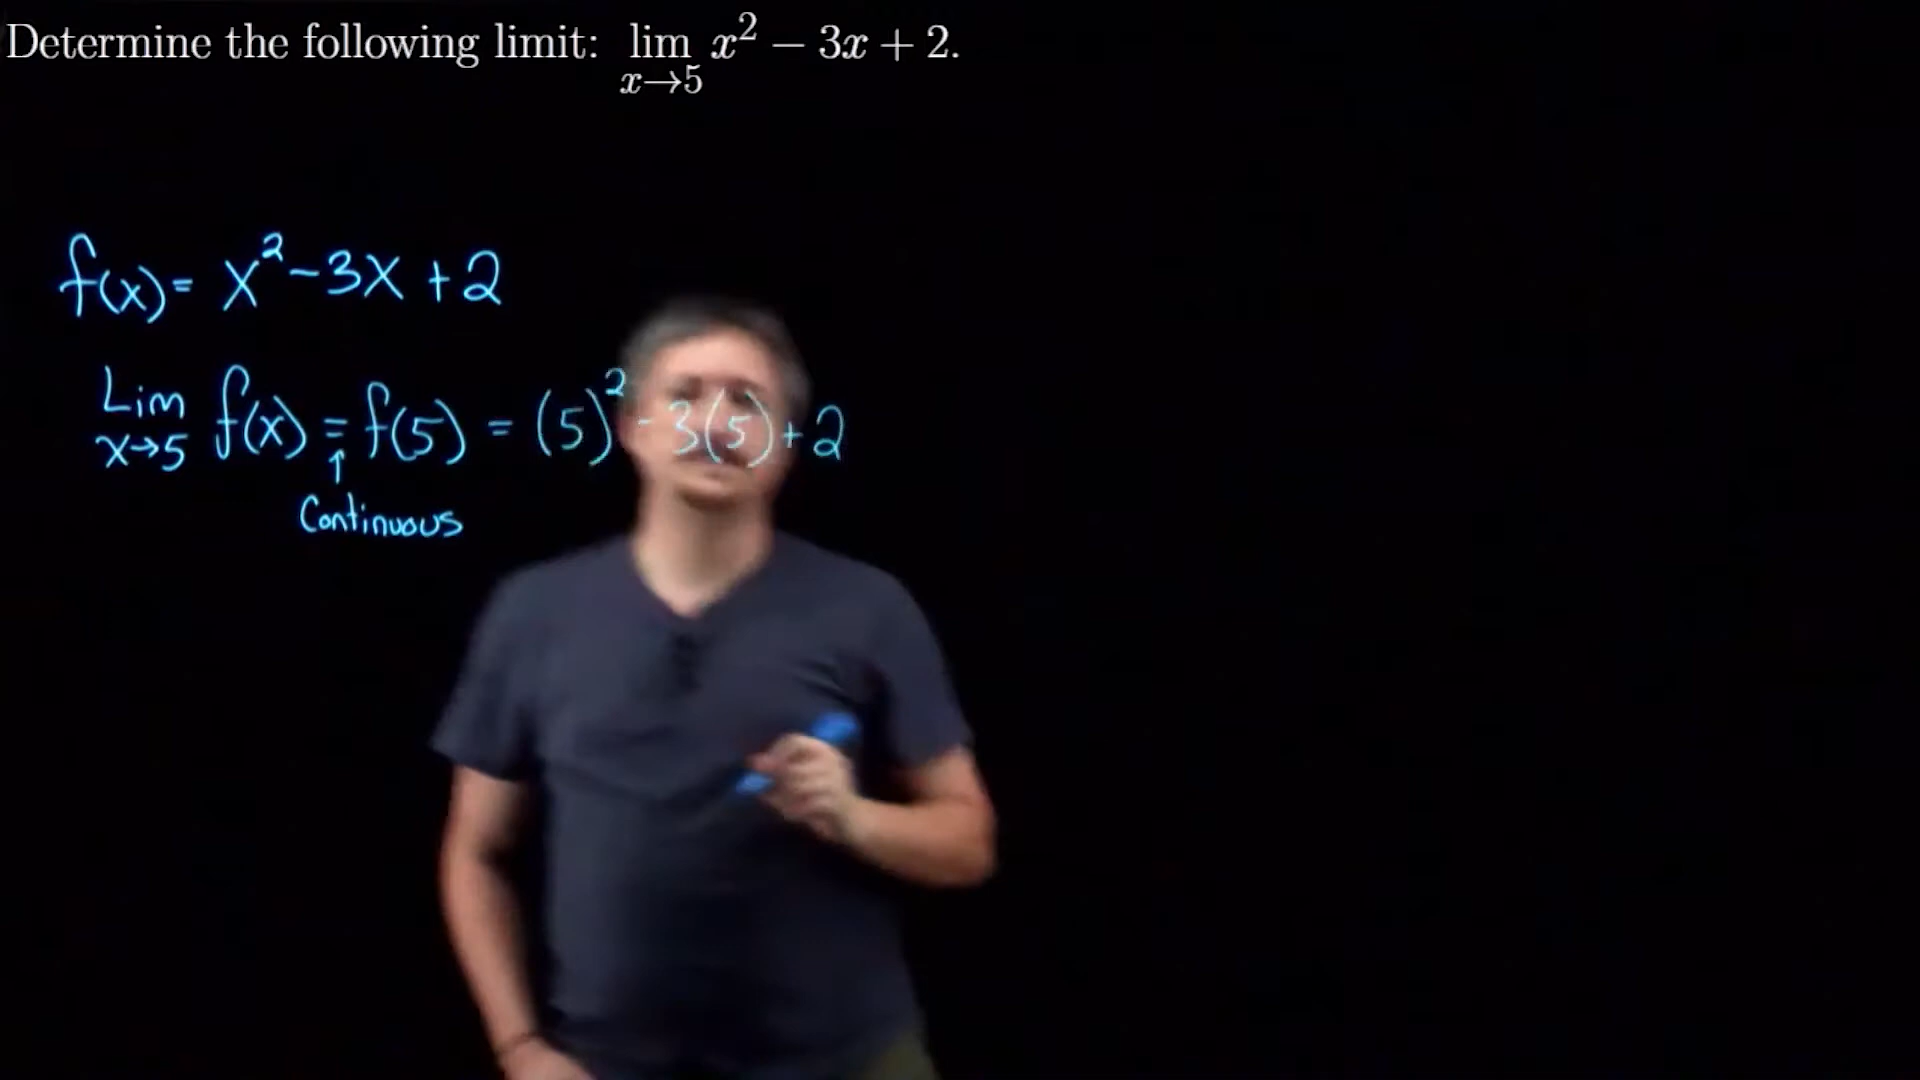 Determine the following limit: lim x→5 x² − 3x + 2.
f(x) = x² - 3x + 2
Lim x→5 f(x) = f(5) = (5)² - 3(5) + 2
↑
Continuous